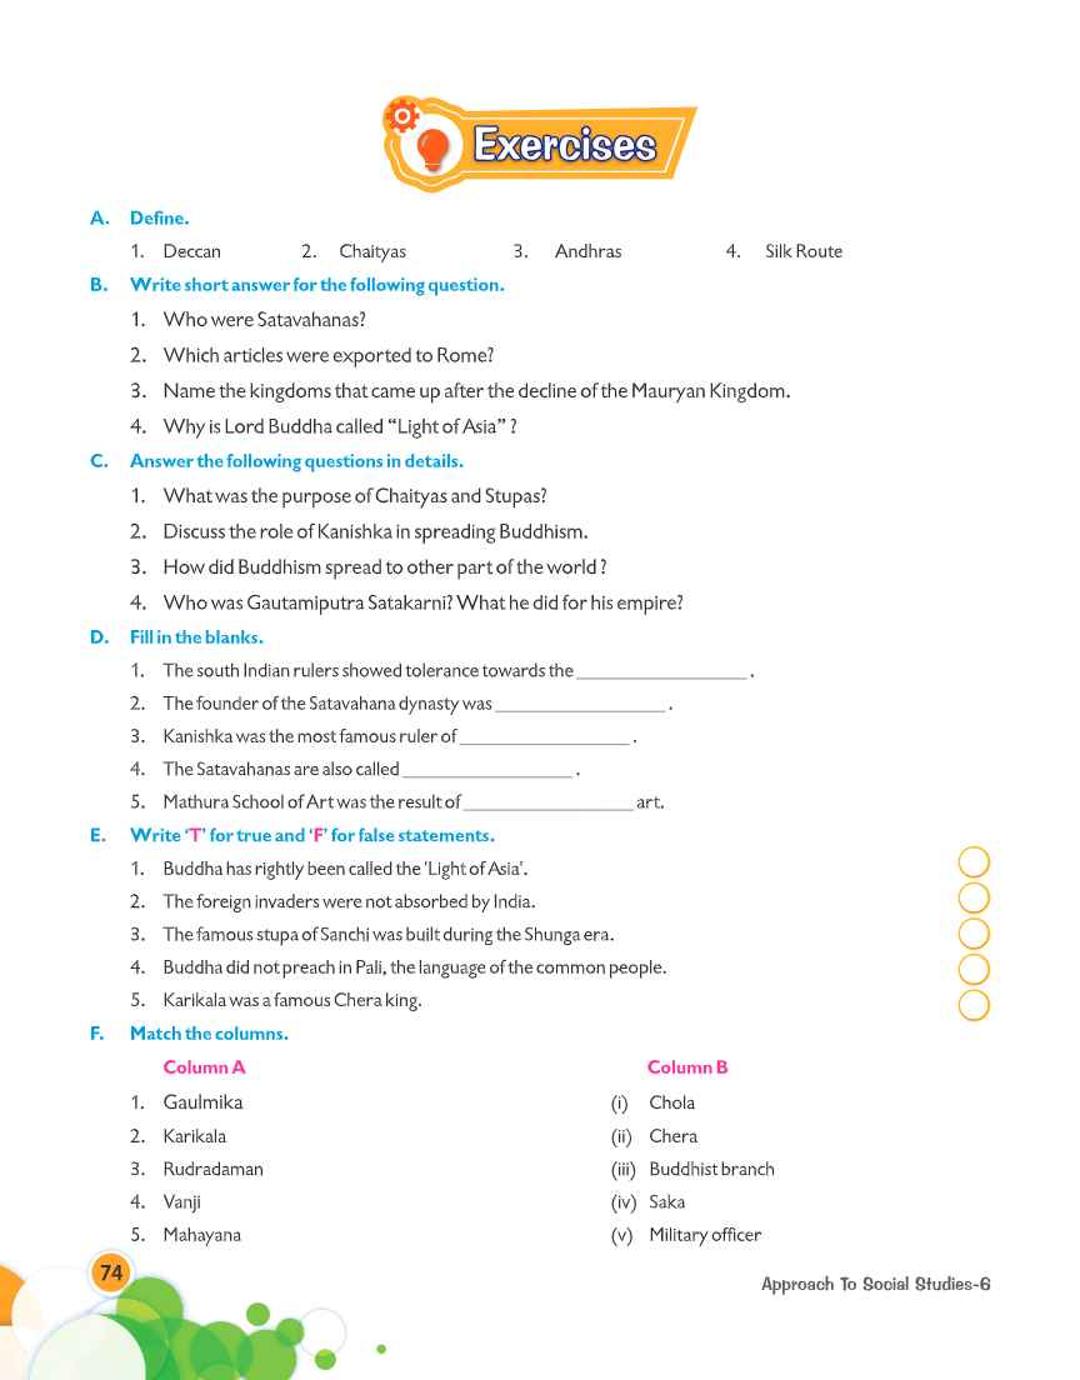 Exercises
A. Define.
1. Deccan 2. Chaityas 3. Andhras 4. Silk Route
B. Write short answer for the following question.
1. Who were Satavahanas?
2. Which articles were exported to Rome?
3. Name the kingdoms that came up after the decline of the Mauryan Kingdom.
4. Why is Lord Buddha called “Light of Asia” ?
C. Answer the following questions in details.
1. What was the purpose of Chaityas and Stupas?
2. Discuss the role of Kanishka in spreading Buddhism.
3. How did Buddhism spread to other part of the world ?
4. Who was Gautamiputra Satakarni? What he did for his empire?
D. Fill in the blanks.
1. The south Indian rulers showed tolerance towards the _________________ .
2. The founder of the Satavahana dynasty was _________________ .
3. Kanishka was the most famous ruler of _________________ .
4. The Satavahanas are also called _________________ .
5. Mathura School of Art was the result of _________________ art.
E. Write ‘T’ for true and ‘F’ for false statements.
1. Buddha has rightly been called the 'Light of Asia'.
2. The foreign invaders were not absorbed by India.
3. The famous stupa of Sanchi was built during the Shunga era.
4. Buddha did not preach in Pali, the language of the common people.
5. Karikala was a famous Chera king.
F. Match the columns.
Column A Column B
1. Gaulmika (i) Chola
2. Karikala (ii) Chera
3. Rudradaman (iii) Buddhist branch
4. Vanji (iv) Saka
5. Mahayana (v) Military officer
74
Approach To Social Studies-6